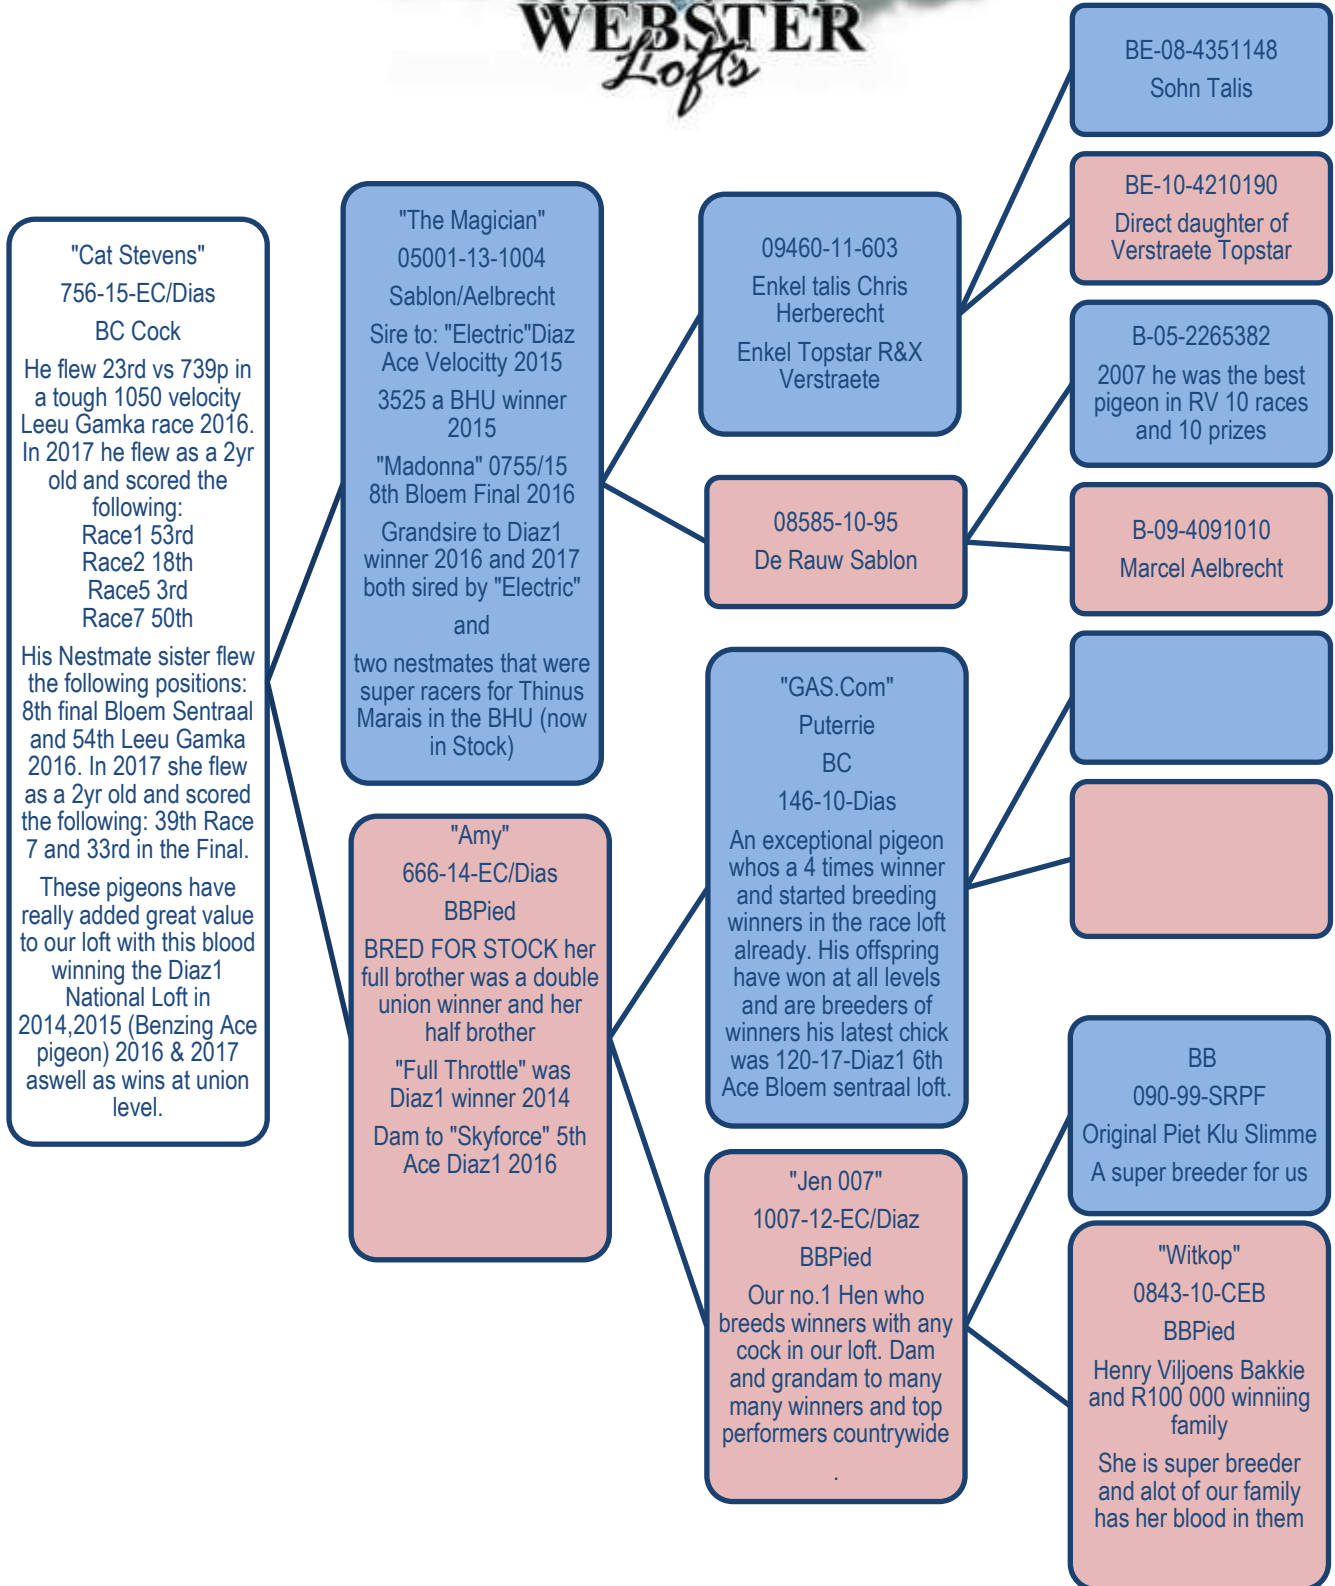 WEBSTER
Lofts
"Cat Stevens"
756-15-EC/Dias
BC Cock
He flew 23rd vs 739p in
a tough 1050 velocity
Leeu Gamka race 2016.
In 2017 he flew as a 2yr
old and scored the
following:
Race1 53rd
Race2 18th
Race5 3rd
Race7 50th
His Nestmate sister flew
the following positions:
8th final Bloem Sentraal
and 54th Leeu Gamka
2016. In 2017 she flew
as a 2yr old and scored
the following: 39th Race
7 and 33rd in the Final.
These pigeons have
really added great value
to our loft with this blood
winning the Diaz1
National Loft in
2014,2015 (Benzing Ace
pigeon) 2016 & 2017
aswell as wins at union
level.
"The Magician"
05001-13-1004
Sablon/Aelbrecht
Sire to: "Electric"Diaz
Ace Velocitty 2015
3525 a BHU winner
2015
"Madonna" 0755/15
8th Bloem Final 2016
Grandsire to Diaz1
winner 2016 and 2017
both sired by "Electric"
and
two nestmates that were
super racers for Thinus
Marais in the BHU (now
in Stock)
"Amy"
666-14-EC/Dias
BBPied
BRED FOR STOCK her
full brother was a double
union winner and her
half brother
"Full Throttle" was
Diaz1 winner 2014
Dam to "Skyforce" 5th
Ace Diaz1 2016
09460-11-603
Enkel talis Chris
Herberecht
Enkel Topstar R&X
Verstraete
08585-10-95
De Rauw Sablon
"GAS.Com"
Puterrie
BC
146-10-Dias
An exceptional pigeon
whos a 4 times winner
and started breeding
winners in the race loft
already. His offspring
have won at all levels
and are breeders of
winners his latest chick
was 120-17-Diaz1 6th
Ace Bloem sentraal loft.
"Jen 007"
1007-12-EC/Diaz
BBPied
Our no.1 Hen who
breeds winners with any
cock in our loft. Dam
and grandam to many
many winners and top
performers countrywide
.
BE-08-4351148
Sohn Talis
BE-10-4210190
Direct daughter of
Verstraete Topstar
B-05-2265382
2007 he was the best
pigeon in RV 10 races
and 10 prizes
B-09-4091010
Marcel Aelbrecht
BB
090-99-SRPF
Original Piet Klu Slimme
A super breeder for us
"Witkop"
0843-10-CEB
BBPied
Henry Viljoens Bakkie
and R100 000 winniing
family
She is super breeder
and alot of our family
has her blood in them